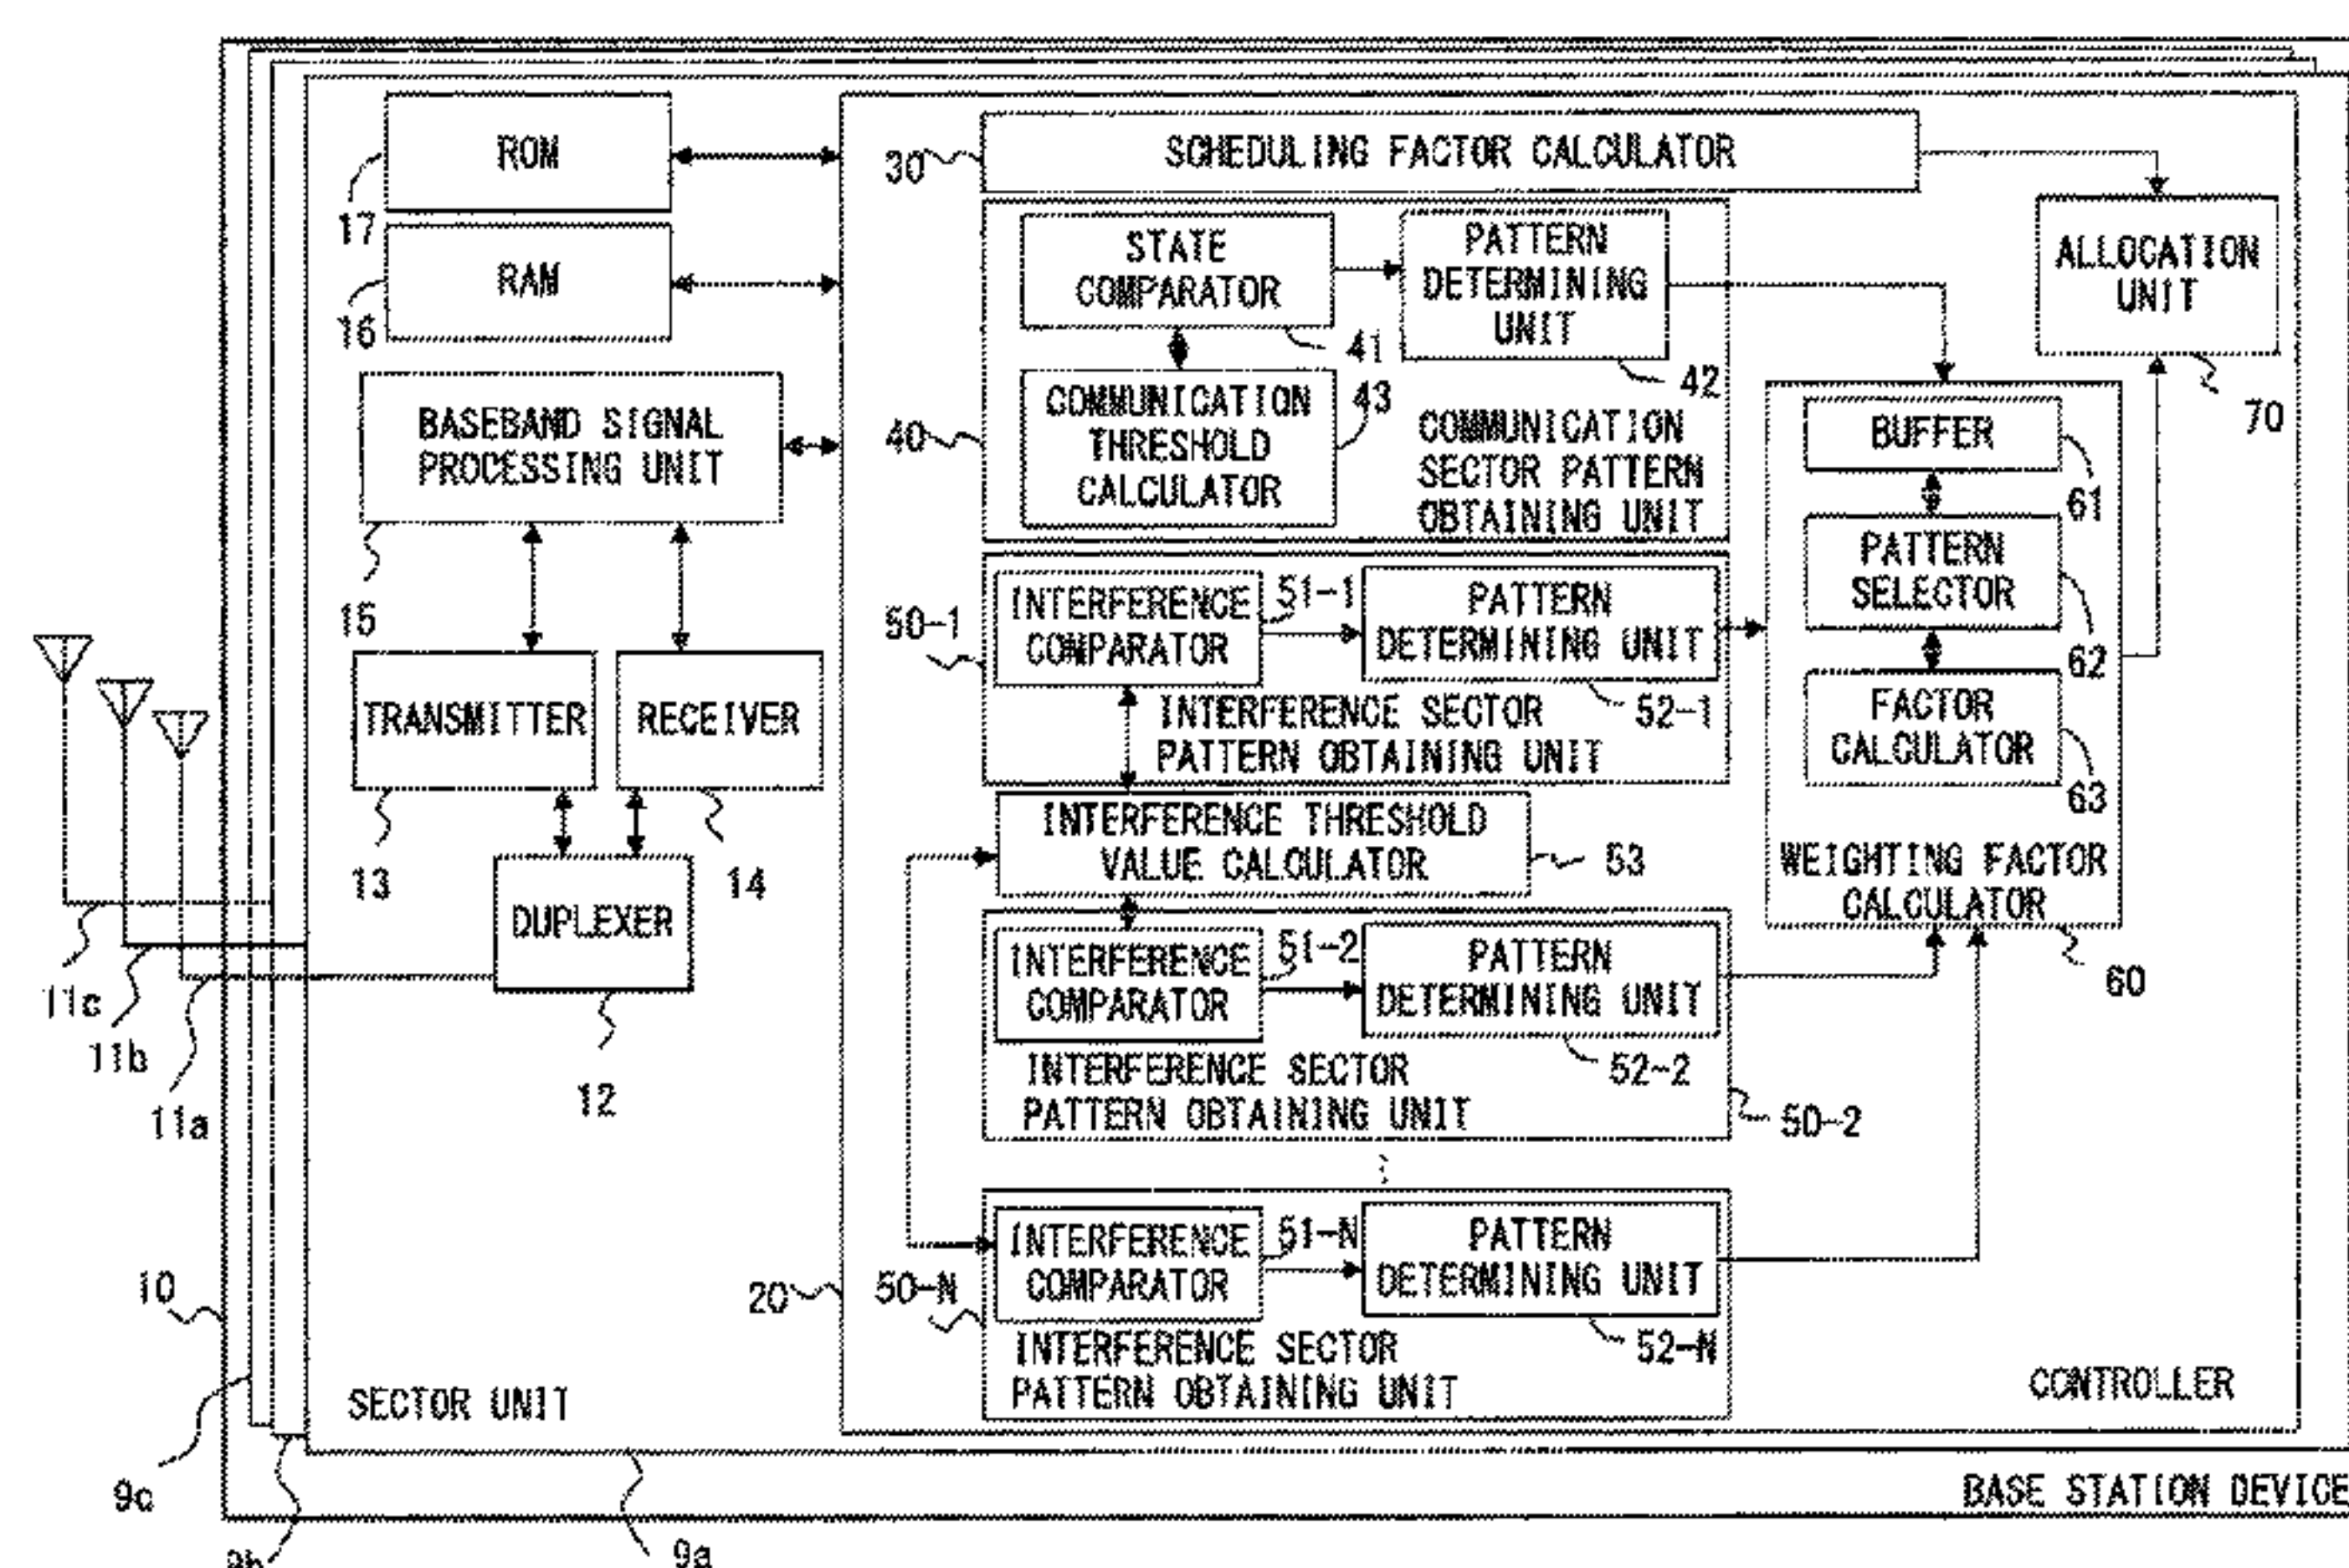 ROM
17
RAM
16
BASEBAND SIGNAL
PROCESSING UNIT
15
TRANSMITTER
13
RECEIVER
14
DUPLEXER
12
11c
11b
11a
10
9c
9b
9a
SECTOR UNIT
20
30
SCHEDULING FACTOR CALCULATOR
STATE
COMPARATOR
41
PATTERN
DETERMINING
UNIT
42
COMMUNICATION
THRESHOLD
CALCULATOR
43
40
COMMUNICATION
SECTOR PATTERN
OBTAINING UNIT
ALLOCATION
UNIT
70
BUFFER
61
PATTERN
SELECTOR
62
FACTOR
CALCULATOR
63
WEIGHTING FACTOR
CALCULATOR
60
50-1
INTERFERENCE
COMPARATOR
51-1
PATTERN
DETERMINING UNIT
52-1
INTERFERENCE SECTOR
PATTERN OBTAINING UNIT
INTERFERENCE THRESHOLD
VALUE CALCULATOR
53
INTERFERENCE
COMPARATOR
51-2
PATTERN
DETERMINING UNIT
52-2
INTERFERENCE SECTOR
PATTERN OBTAINING UNIT
50-2
50-N
INTERFERENCE
COMPARATOR
51-N
PATTERN
DETERMINING UNIT
52-N
INTERFERENCE SECTOR
PATTERN OBTAINING UNIT
CONTROLLER
BASE STATION DEVICE